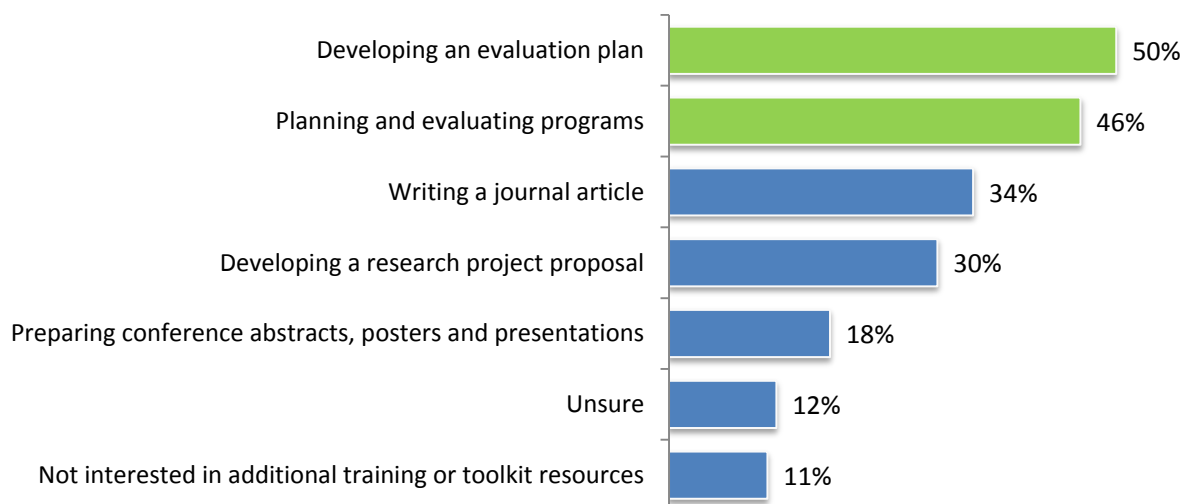 Developing an evaluation plan 50%
Planning and evaluating programs 46%
Writing a journal article 34%
Developing a research project proposal 30%
Preparing conference abstracts, posters and presentations 18%
Unsure 12%
Not interested in additional training or toolkit resources 11%